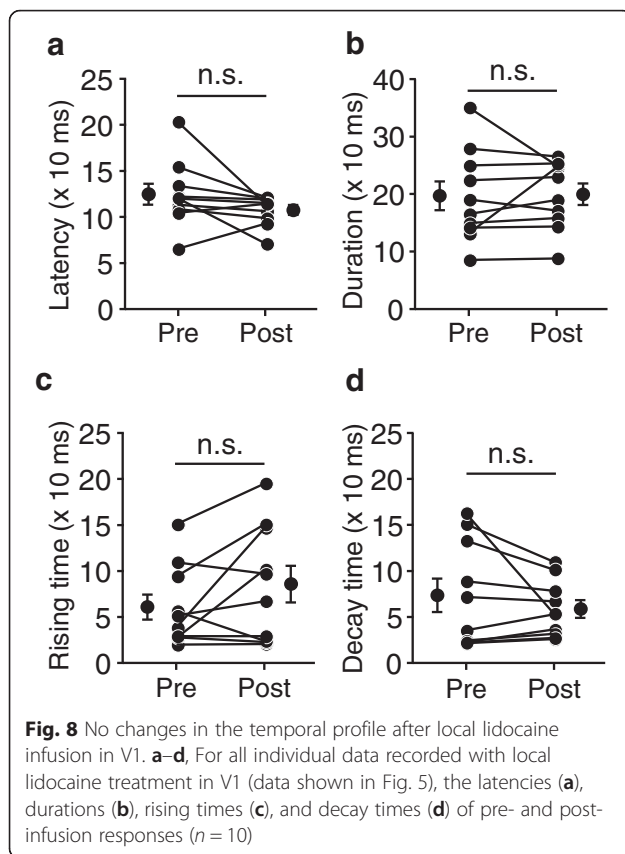 a
n.s.
25
20
15
10
5
0
Latency (x 10 ms)
Pre Post
b
n.s.
40
30
20
10
0
Duration (x 10 ms)
Pre Post
c
n.s.
25
20
15
10
5
0
Rising time (x 10 ms)
Pre Post
d
n.s.
25
20
15
10
5
0
Decay time (x 10 ms)
Pre Post
Fig. 8 No changes in the temporal profile after local lidocaine
infusion in V1. a–d, For all individual data recorded with local
lidocaine treatment in V1 (data shown in Fig. 5), the latencies (a),
durations (b), rising times (c), and decay times (d) of pre- and post-
infusion responses (n = 10)